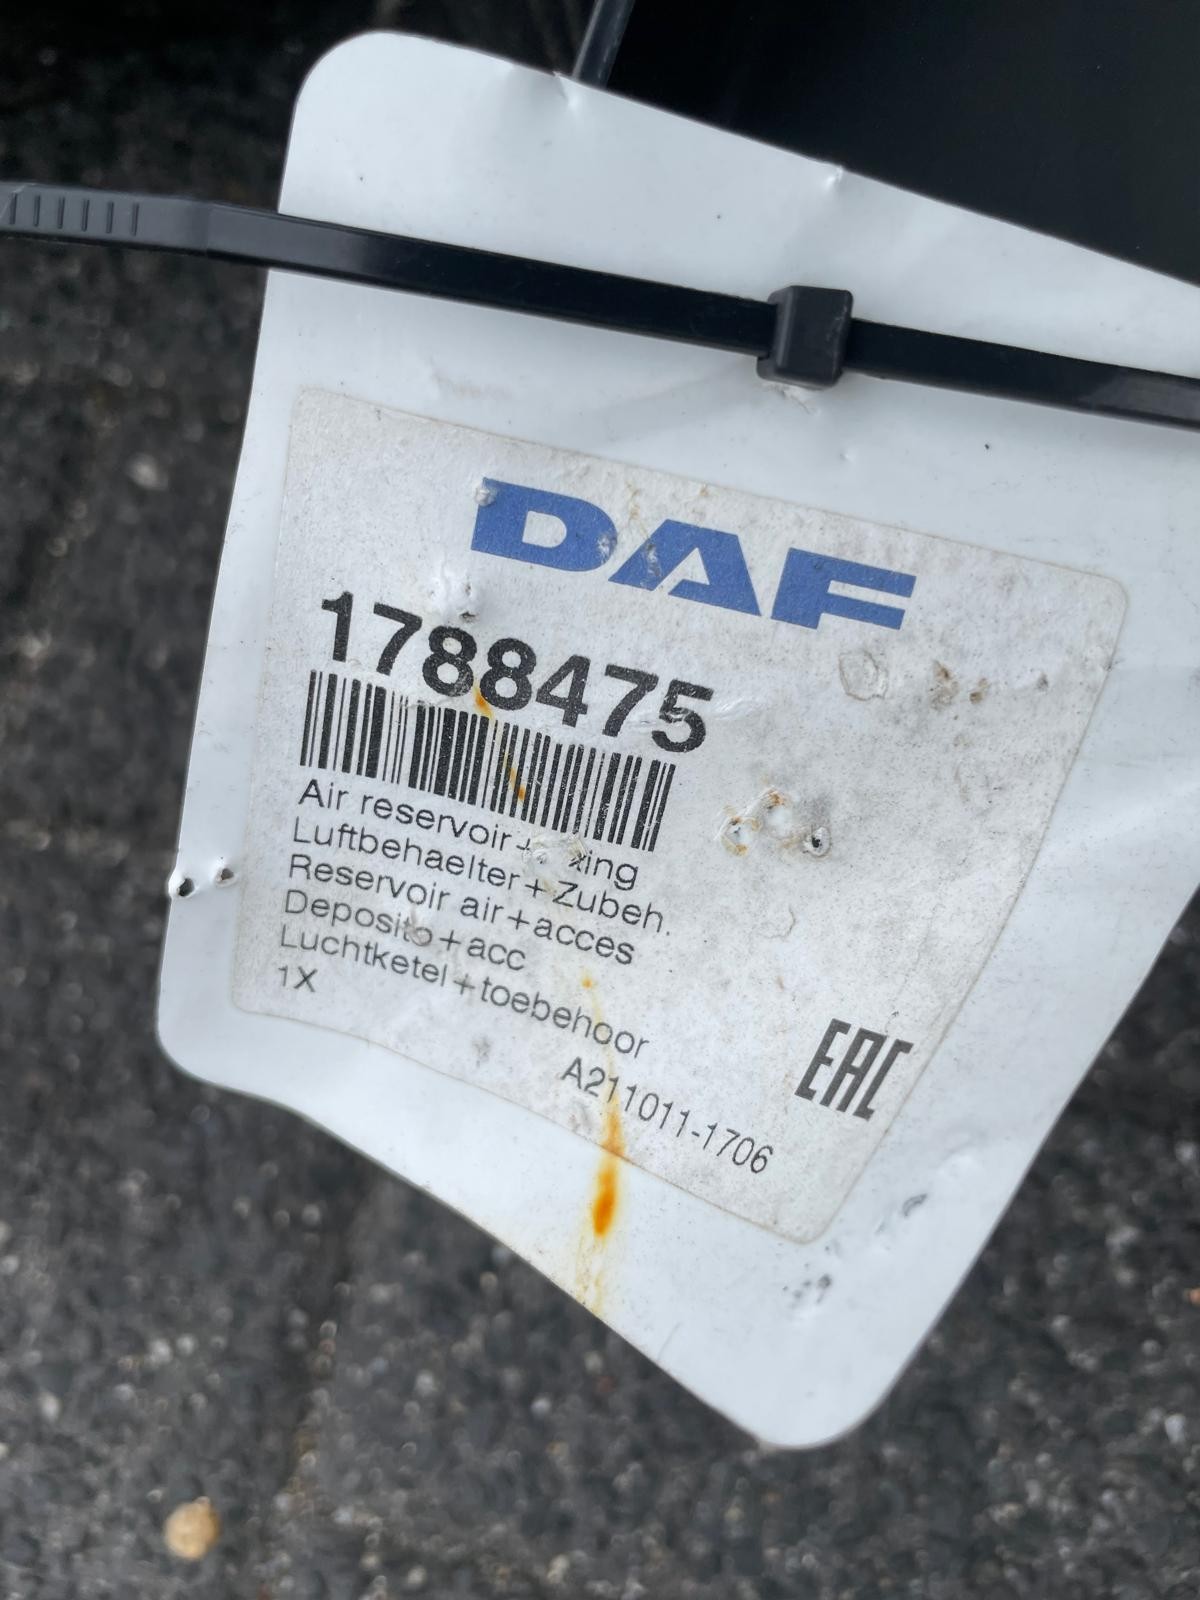 DAF
1788475
Air reservoir+
Luftbehaelter+Zubeh.
Reservoir air+acces
Deposito+acc
Luchtketel+toebehoor
1X
A211011-1706
EAC